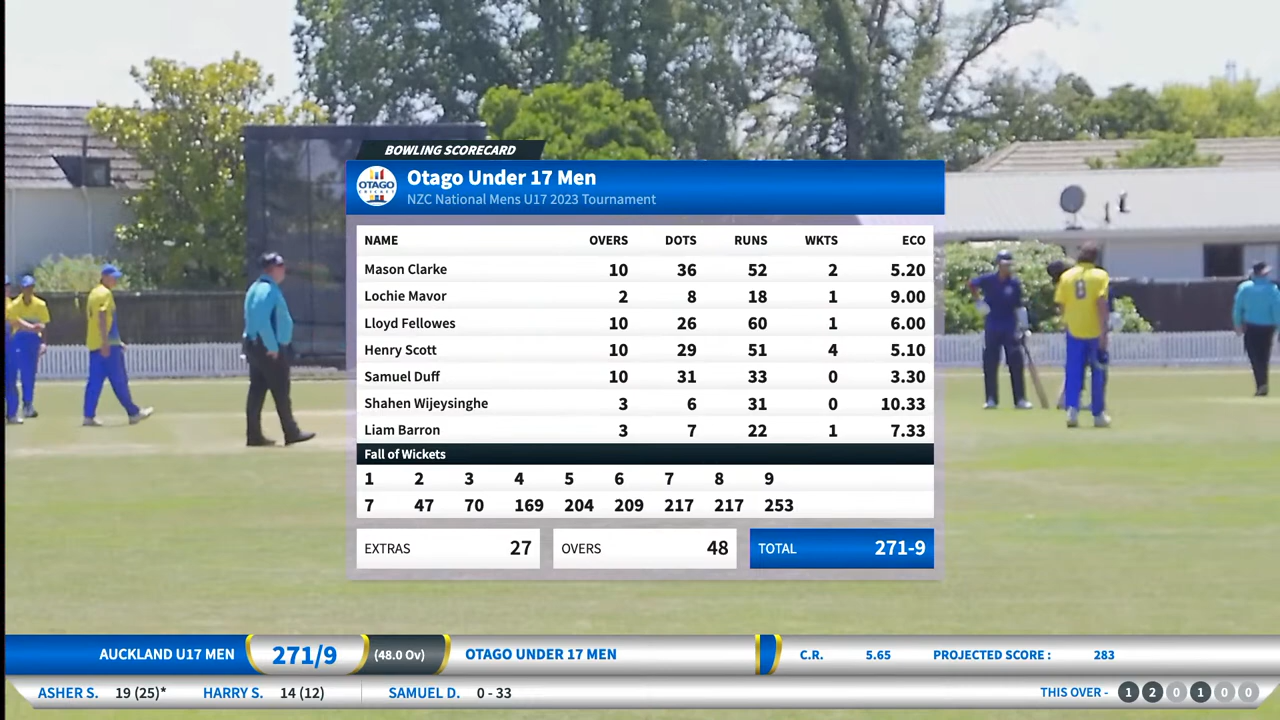 BOWLING SCORECARD
OTAGO
CRICKET
Otago Under 17 Men
NZC National Mens U17 2023 Tournament
NAME OVERS DOTS RUNS WKTS ECO
Mason Clarke 10 36 52 2 5.20
Lochie Mavor 2 8 18 1 9.00
Lloyd Fellowes 10 26 60 1 6.00
Henry Scott 10 29 51 4 5.10
Samuel Duff 10 31 33 0 3.30
Shahen Wijeysinghe 3 6 31 0 10.33
Liam Barron 3 7 22 1 7.33
Fall of Wickets
1 2 3 4 5 6 7 8 9
7 47 70 169 204 209 217 217 253
EXTRAS 27 OVERS 48 TOTAL 271-9
AUCKLAND U17 MEN 271/9 (48.0 Ov) OTAGO UNDER 17 MEN C.R. 5.65 PROJECTED SCORE : 283
ASHER S. 19 (25)* HARRY S. 14 (12) SAMUEL D. 0 - 33 THIS OVER - 1 2 0 1 0 0